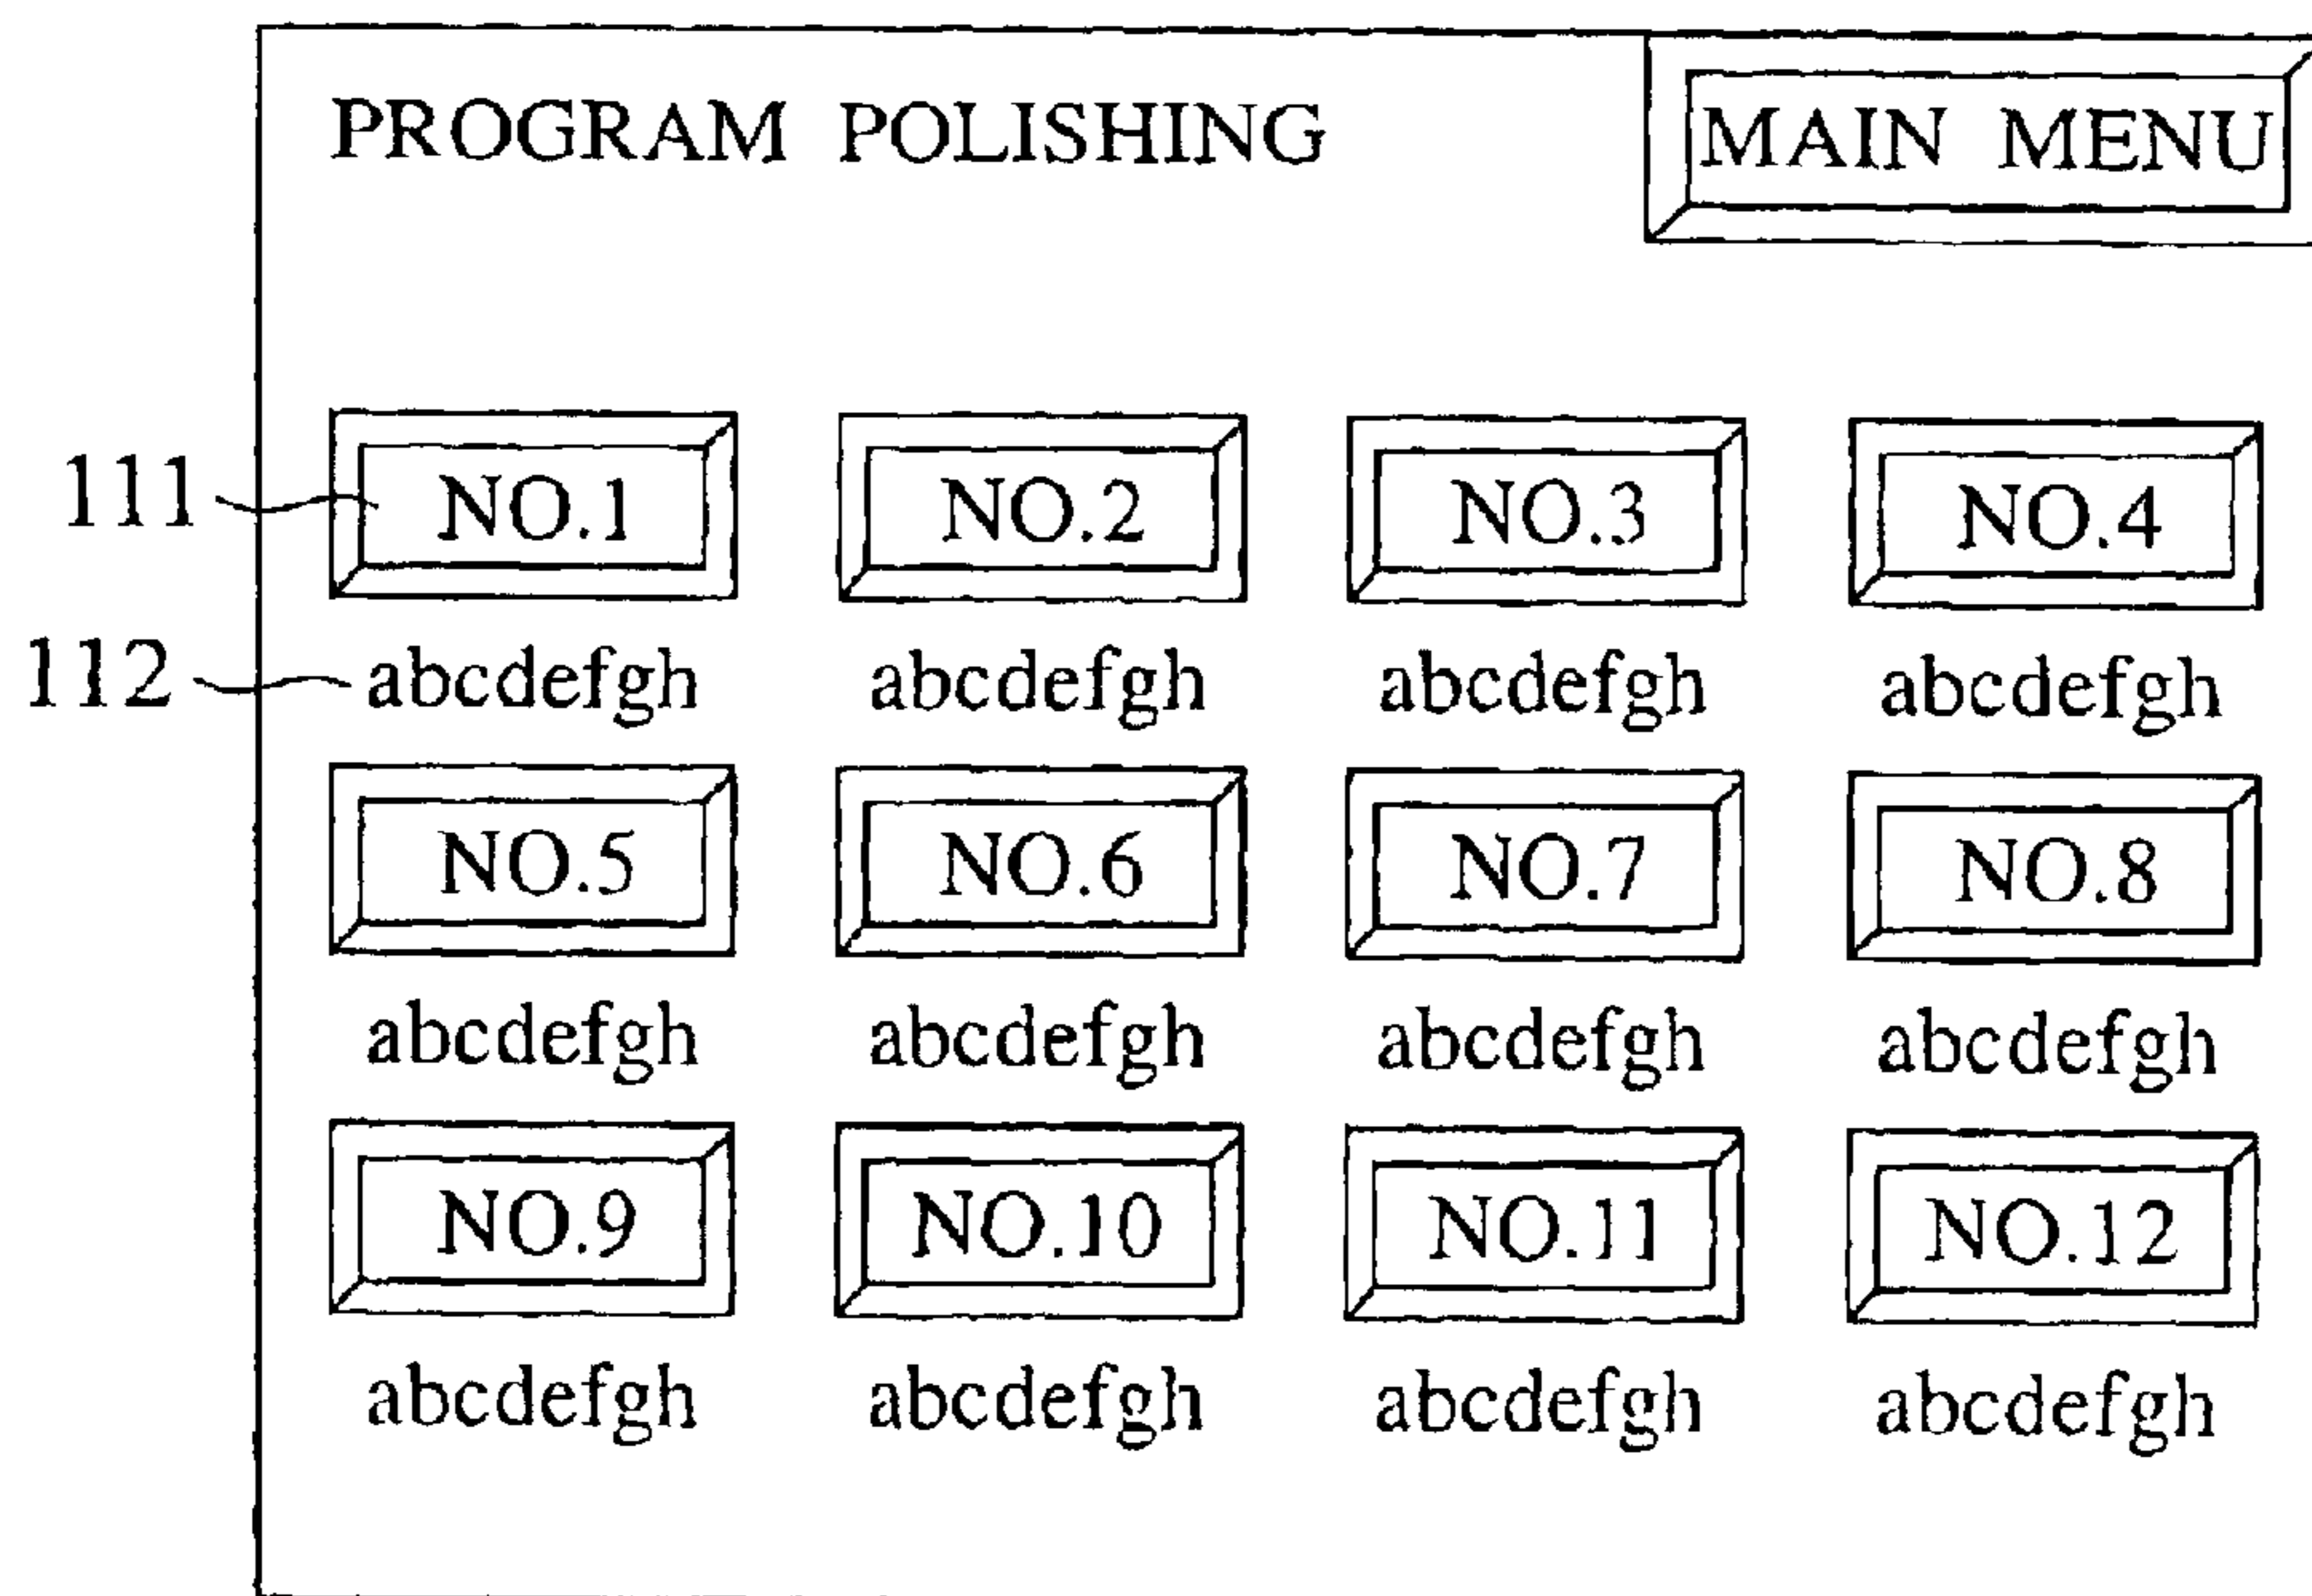 PROGRAM POLISHING MAIN MENU
111 NO.1 NO.2 NO.3 NO.4
112 abcdefgh abcdefgh abcdefgh abcdefgh
NO.5 NO.6 NO.7 NO.8
abcdefgh abcdefgh abcdefgh abcdefgh
NO.9 NO.10 NO.11 NO.12
abcdefgh abcdefgh abcdefgh abcdefgh